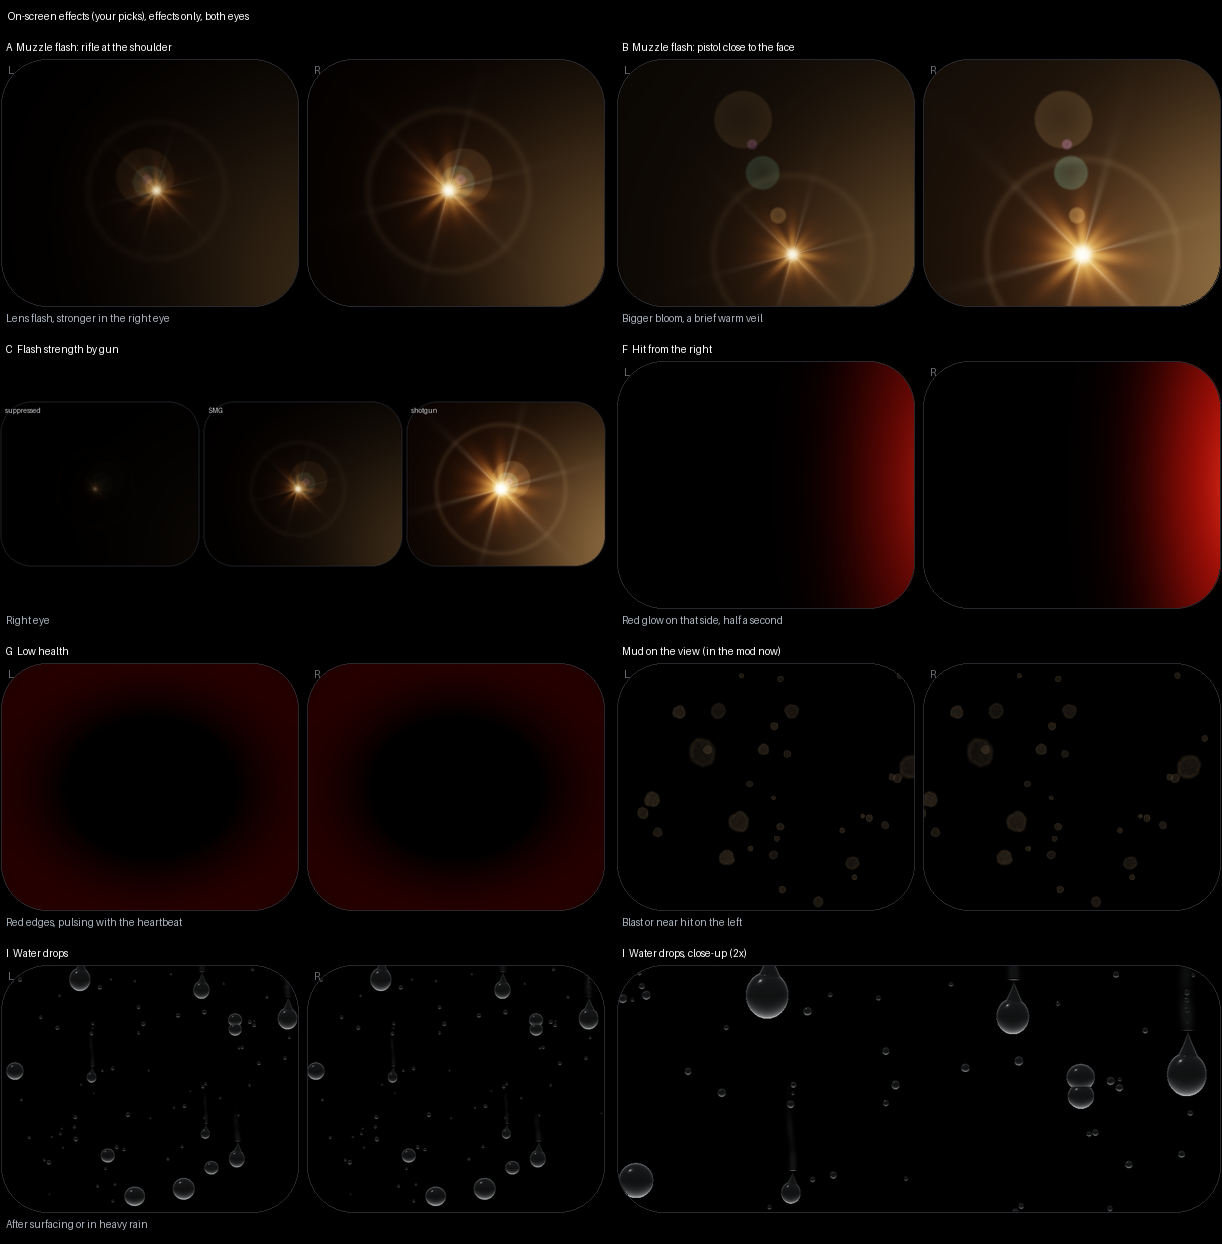 On-screen effects (your picks), effects only, both eyes
A Muzzle flash: rifle at the shoulder
B Muzzle flash: pistol close to the face
L
R
L
R
Lens flash, stronger in the right eye
Bigger bloom, a brief warm veil
C Flash strength by gun
F Hit from the right
L
R
suppressed
SMG
shotgun
Right eye
Red glow on that side, half a second
G Low health
Mud on the view (in the mod now)
L
R
L
R
Red edges, pulsing with the heartbeat
Blast or near hit on the left
I Water drops
I Water drops, close-up (2x)
L
R
After surfacing or in heavy rain